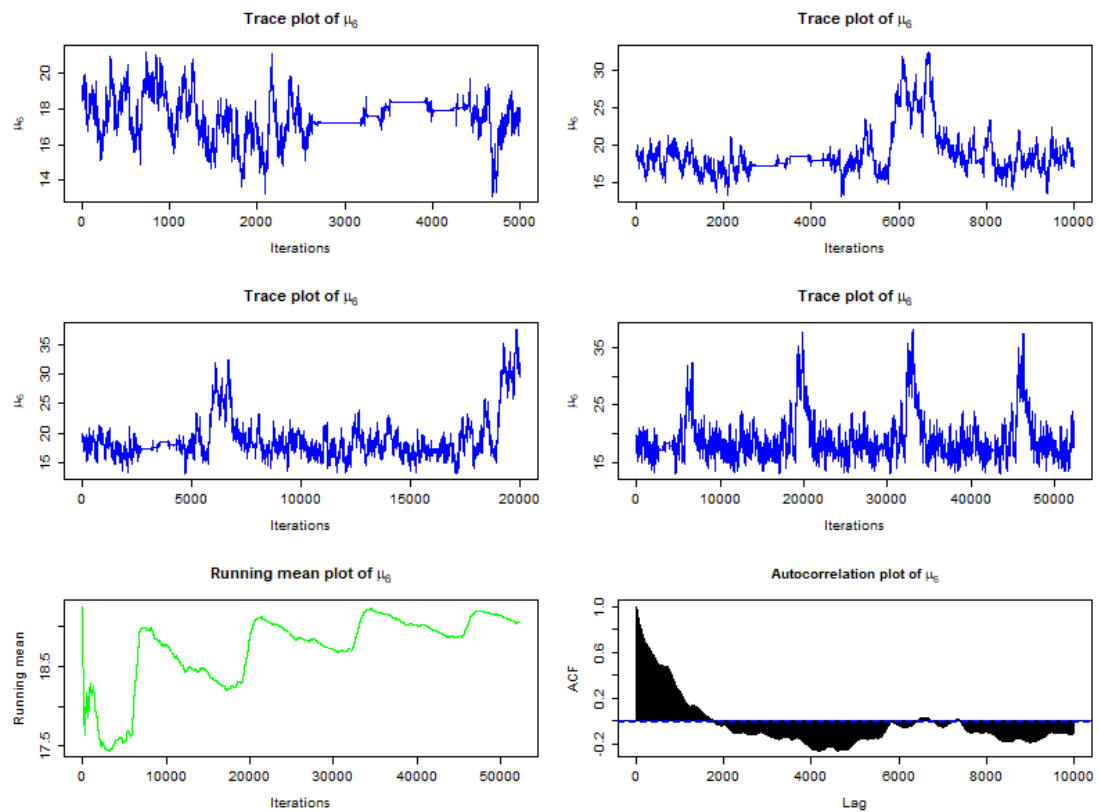 Trace plot of μ₆
μ₆
14 16 18 20
0 1000 2000 3000 4000 5000
Iterations
Trace plot of μ₆
μ₆
15 20 25 30
0 2000 4000 6000 8000 10000
Iterations
Trace plot of μ₆
μ₆
15 20 25 30 35
0 5000 10000 15000 20000
Iterations
Trace plot of μ₆
μ₆
15 25 35
0 10000 20000 30000 40000 50000
Iterations
Running mean plot of μ₆
Running mean
17.5 18.5
0 10000 20000 30000 40000 50000
Iterations
Autocorrelation plot of μ₆
ACF
-0.2 0.2 0.6 1.0
0 2000 4000 6000 8000 10000
Lag